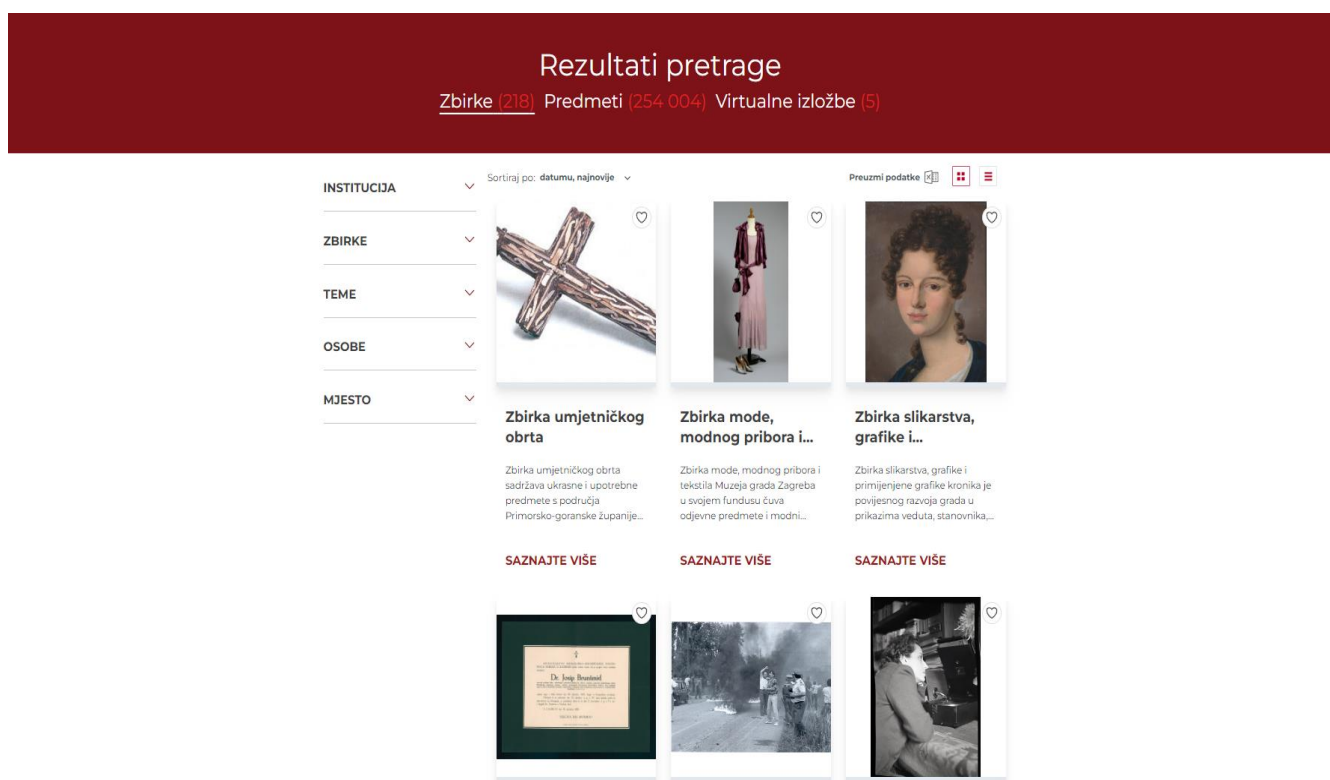 Rezultati pretrage
Zbirke (218) Predmeti (254 004) Virtualne izložbe (5)
INSTITUCIJA
ZBIRKE
TEME
OSOBE
MJESTO
Sortiraj po: datumu, najnovije
Preuzmi podatke
Zbirka umjetničkog
obrta
Zbirka umjetničkog obrta
sadržava ukrasne i upotrebne
predmete s područja
Primorsko-goranske županije...
SAZNAJTE VIŠE
Zbirka mode,
modnog pribora i...
Zbirka mode, modnog pribora i
tekstila Muzeja grada Zagreba
u svojem fundusu čuva
odjevne predmete i modni...
SAZNAJTE VIŠE
Zbirka slikarstva,
grafike i...
Zbirka slikarstva, grafike i
primijenjene grafike kronika je
povijesnog razvoja grada u
prikazima veduta, stanovnika,...
SAZNAJTE VIŠE
Dr. Josip